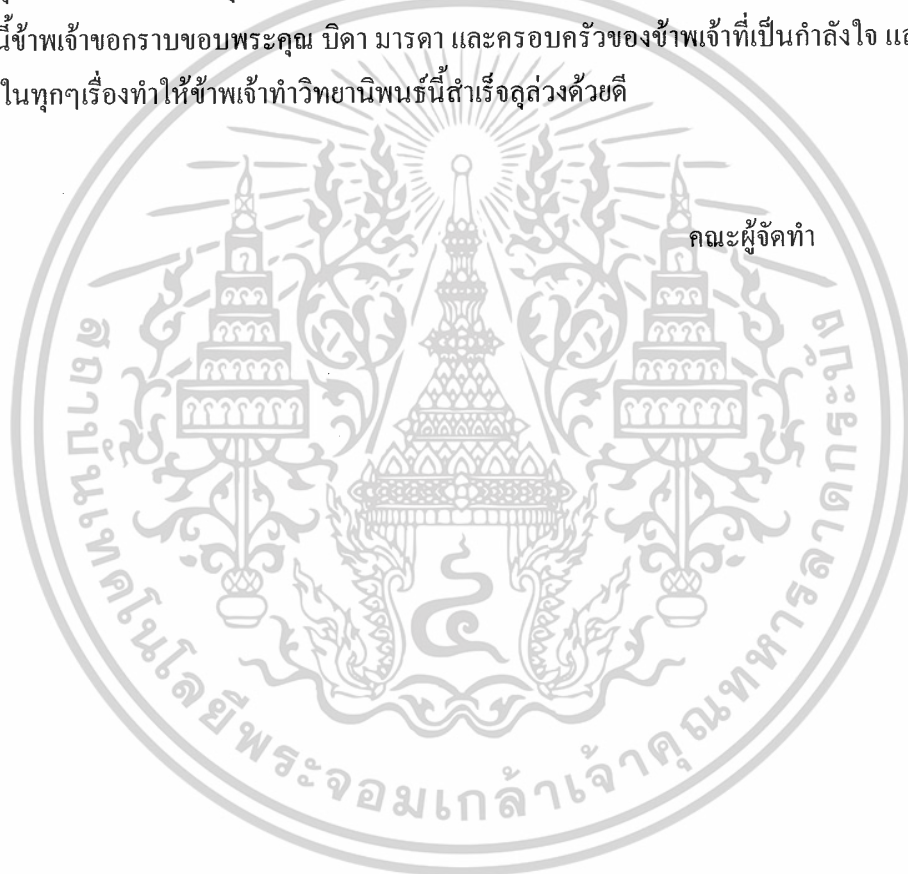 นี้ข้าพเจ้าขอกราบขอบพระคุณ บิดา มารดา และครอบครัวของข้าพเจ้าที่เป็นกำลังใจ
ในทุกๆเรื่องทำให้ข้าพเจ้าทำวิทยานิพนธ์นี้สำเร็จลุล่วงด้วยดี
คณะผู้จัดทำ
สถาบันเทคโนโลยีพระจอมเกล้าเจ้าคุณทหารลาดกระบัง